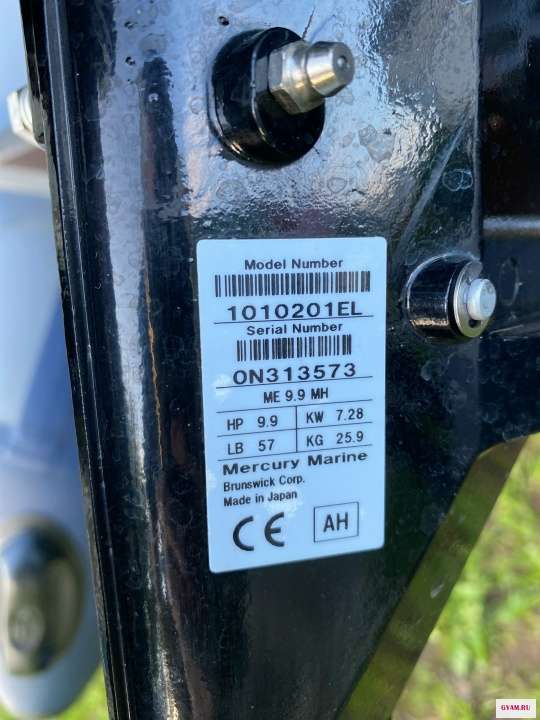 Model Number
1010201EL
Serial Number
0N313573
ME 9.9 MH
HP 9.9 KW 7.28
LB 57 KG 25.9
Mercury Marine
Brunswick Corp.
Made in Japan
CE AH
GVAM.RU